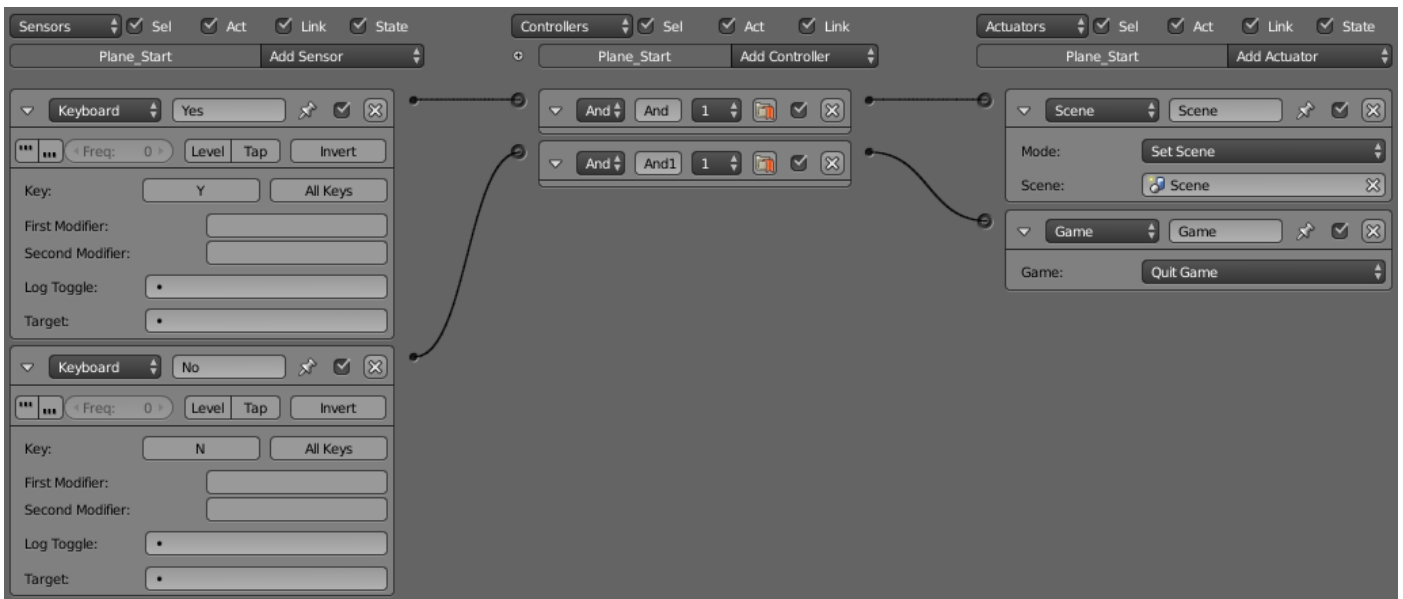 Sensors Sel Act Link State Controllers Sel Act Link Actuators Sel Act Link State
Plane_Start Add Sensor Plane_Start Add Controller Plane_Start Add Actuator
Keyboard Yes And And 1 Scene Scene
Freq: 0 Level Tap Invert Mode: Set Scene
And And1 1
Key: Y All Keys Scene: Scene
First Modifier: Game Game
Second Modifier:
Log Toggle: Game: Quit Game
Target:
Keyboard No
Freq: 0 Level Tap Invert
Key: N All Keys
First Modifier:
Second Modifier:
Log Toggle:
Target: